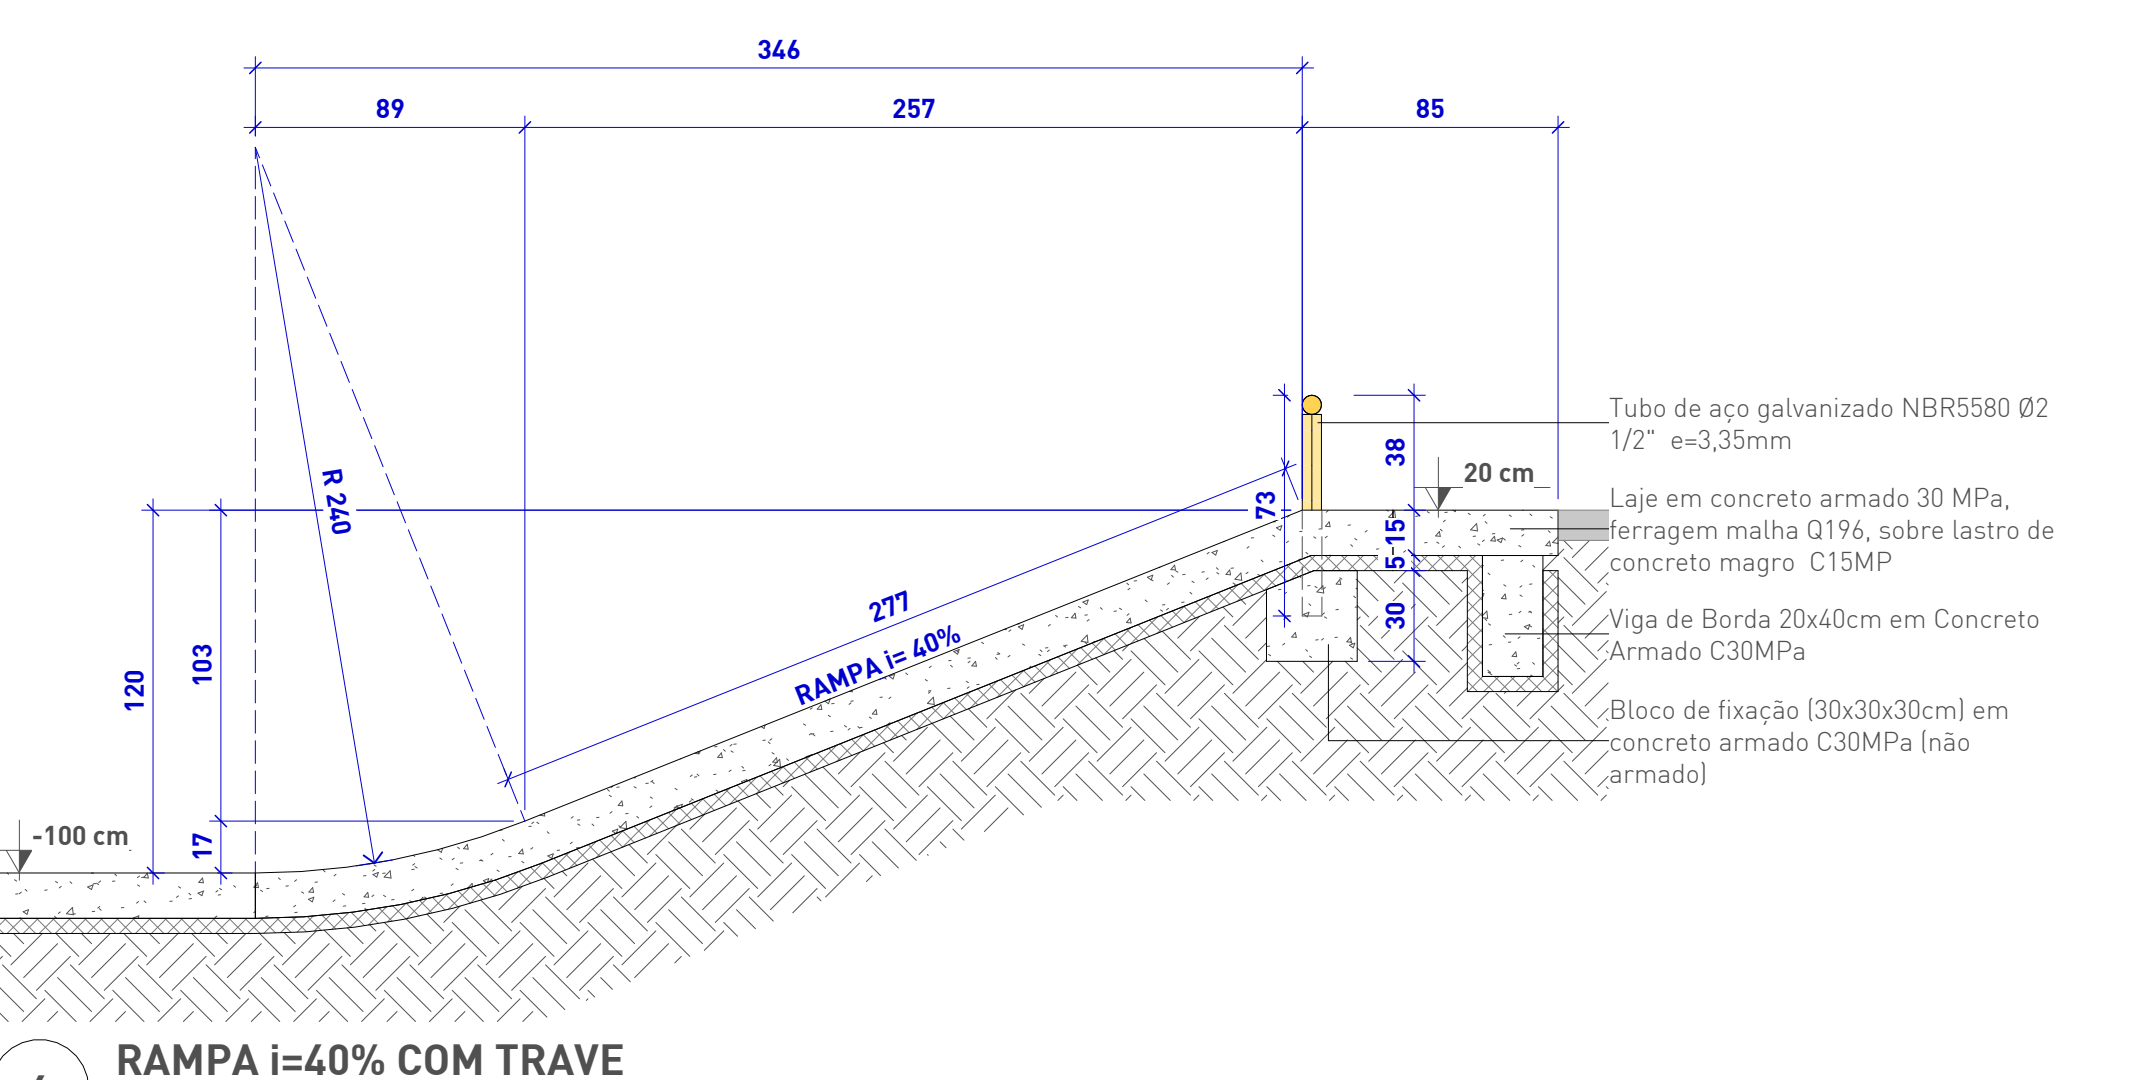 346
89
257
85
Tubo de aço galvanizado NBR5580 Ø2
1/2" e=3,35mm
38
20 cm
R 240
73
Laje em concreto armado 30 MPa,
ferragem malha Q196, sobre lastro de
concreto magro C15MP
5-15
277
RAMPA i= 40%
30
Viga de Borda 20x40cm em Concreto
Armado C30MPa
120
103
Bloco de fixação (30x30x30cm) em
concreto armado C30MPa (não
armado)
17
-100 cm
RAMPA i=40% COM TRAVE